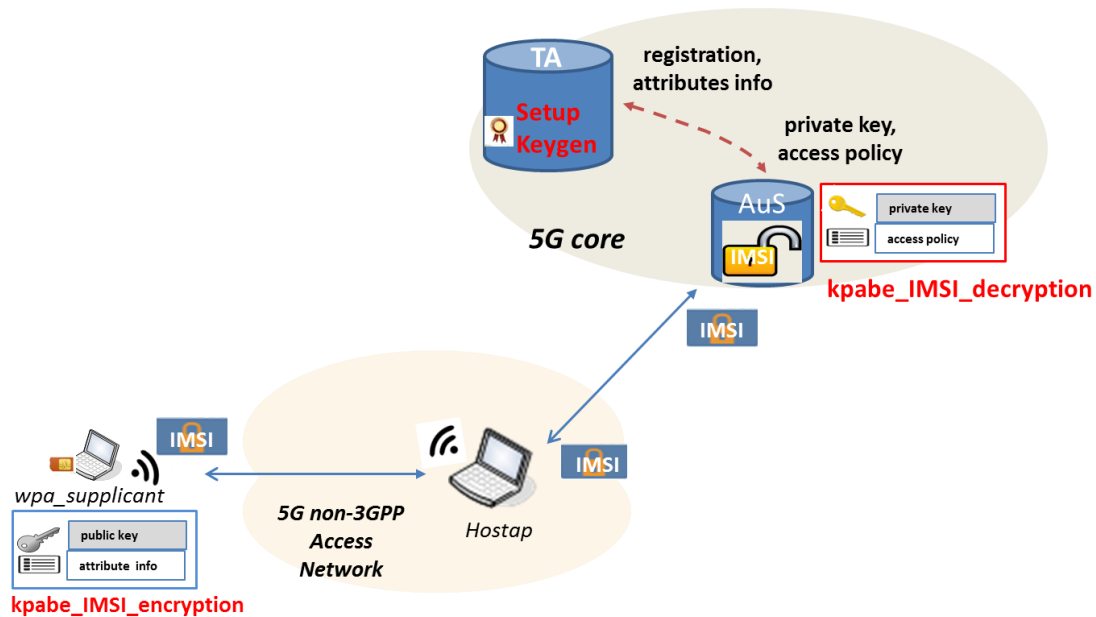 TA
Setup
Keygen
registration,
attributes info
private key,
access policy
AuS
IMSI
private key
access policy
5G core
kpabe_IMSI_decryption
IMSI
IMSI
IMSI
wpa_supplicant
public key
attribute info
kpabe_IMSI_encryption
5G non-3GPP
Access
Network
Hostap